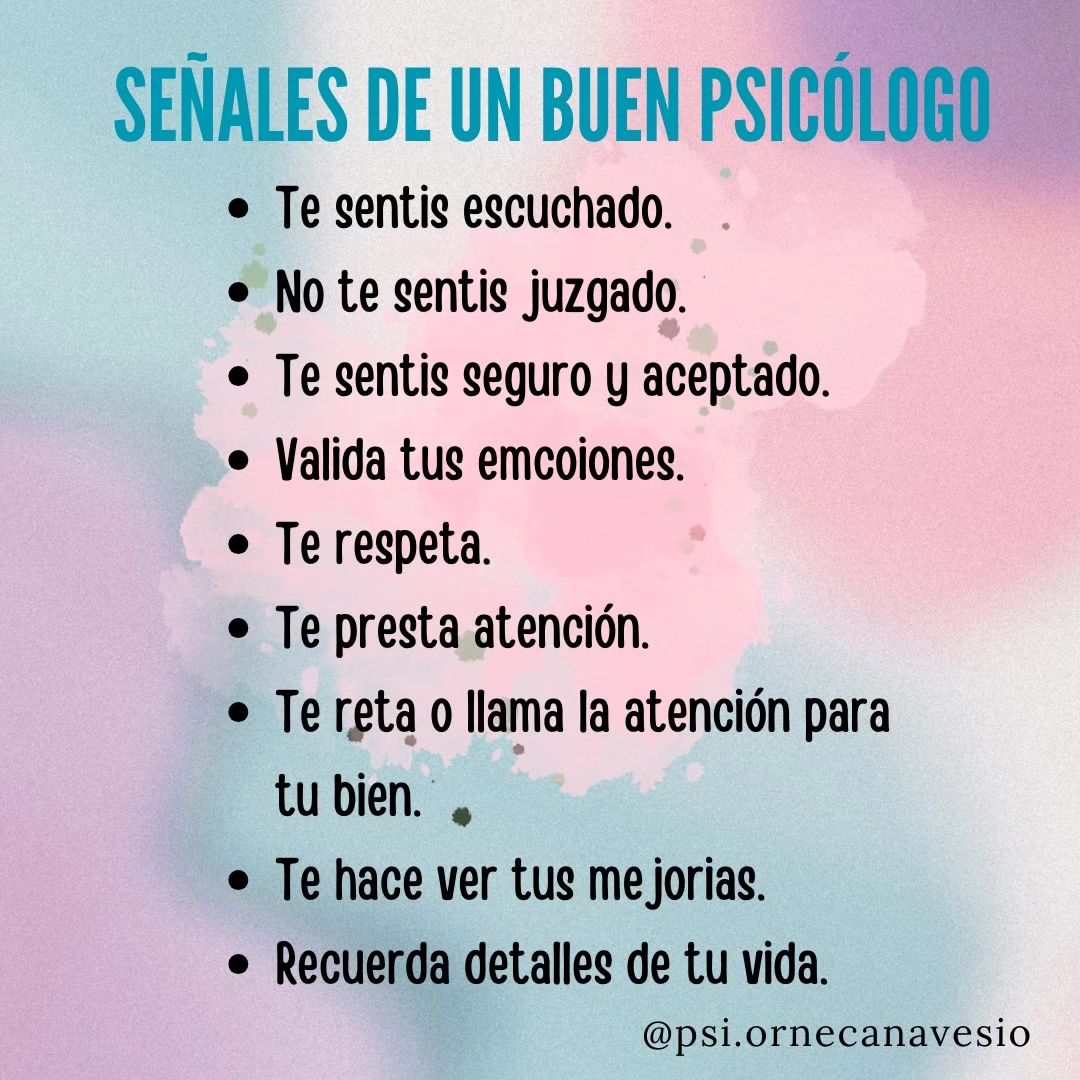 SEÑALES DE UN BUEN PSICÓLOGO
• Te sentis escuchado.
• No te sentis juzgado.
• Te sentis seguro y aceptado.
• Valida tus emcoiones.
• Te respeta.
• Te presta atención.
• Te reta o llama la atención para
tu bien.
• Te hace ver tus mejorias.
• Recuerda detalles de tu vida.
@psi.ornecanavesio